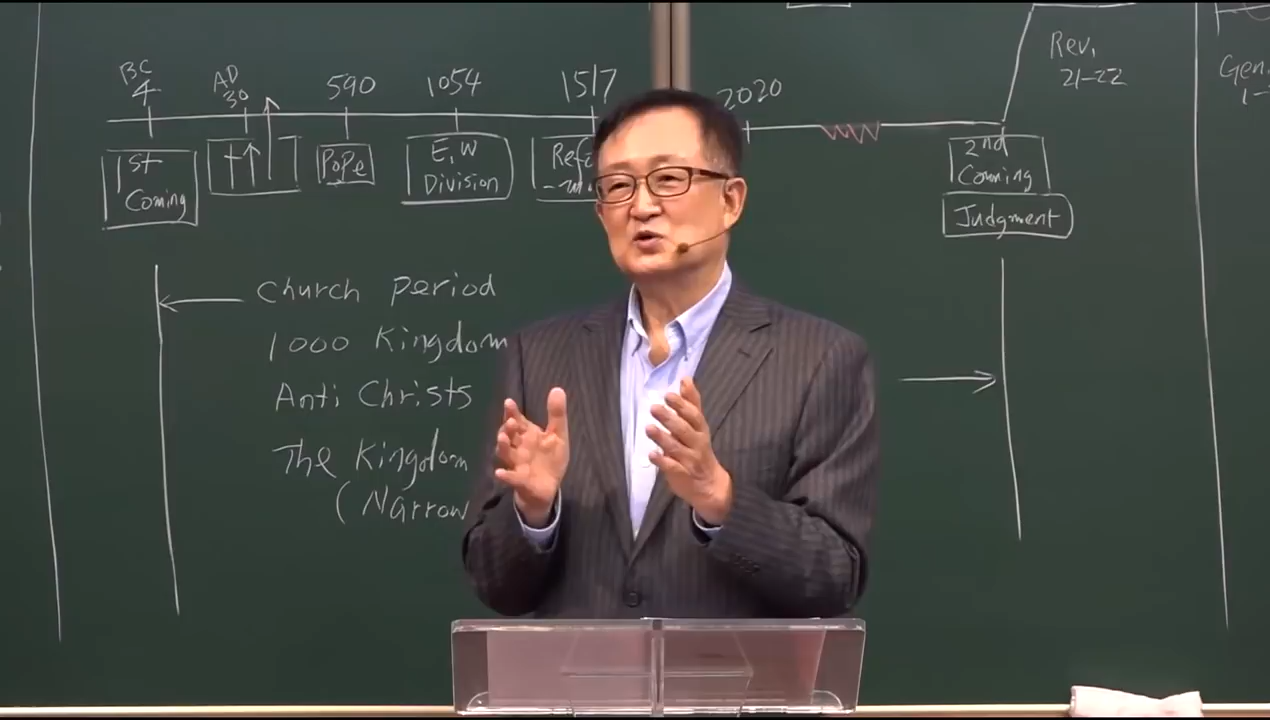 BC
4
AD
30
590
1054
1517
2020
Rev.
21-22
Gen.
1st
Coming
Pope
E, W
Division
2nd
Coming
Judgment
Church period
1000 Kingdom
Anti Christs
The Kingdom
(Narrow